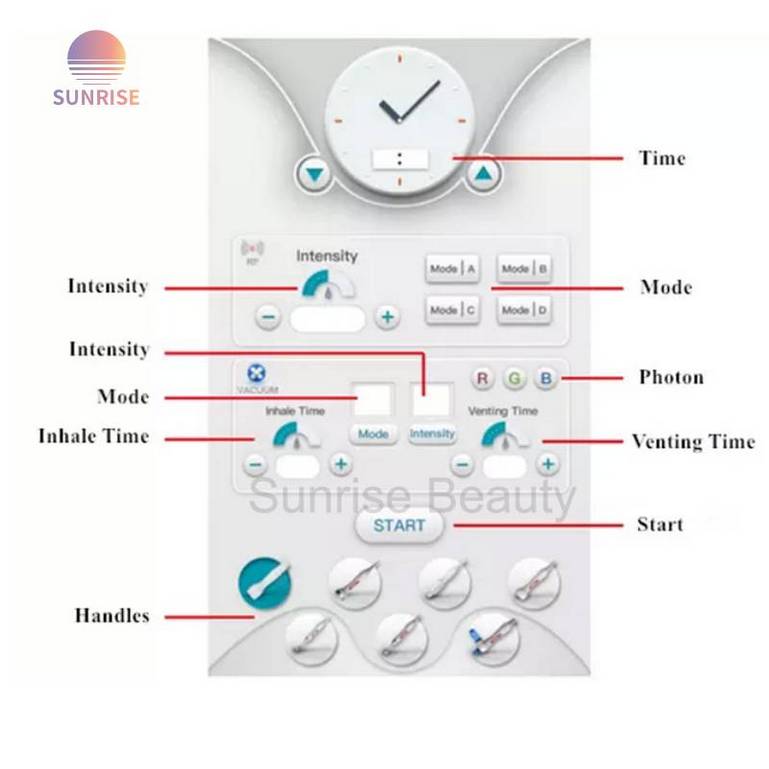 SUNRISE
Time
RF
Intensity
Intensity
Mode | A
Mode | B
Mode
Mode | C
Mode | D
Intensity
VACUUM
R G B
Photon
Mode
Inhale Time
Venting Time
Inhale Time
Mode
Intensity
Venting Time
Sunrise Beauty
START
Start
Handles